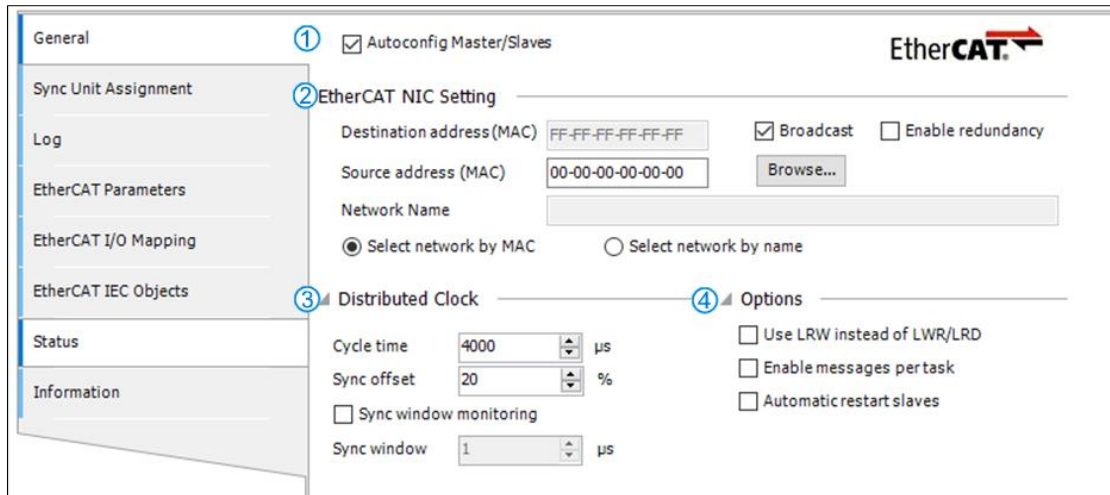 General
Sync Unit Assignment
Log
EtherCAT Parameters
EtherCAT I/O Mapping
EtherCAT IEC Objects
Status
Information
① Autoconfig Master/Slaves
EtherCAT.
② EtherCAT NIC Setting
Destination address(MAC) FF-FF-FF-FF-FF-FF Broadcast Enable redundancy
Source address (MAC) 00-00-00-00-00-00 Browse...
Network Name
Select network by MAC Select network by name
③ Distributed Clock
Cycle time 4000 µs
Sync offset 20 %
Sync window monitoring
Sync window 1 µs
④ Options
Use LRW instead of LWR/LRD
Enable messages per task
Automatic restart slaves